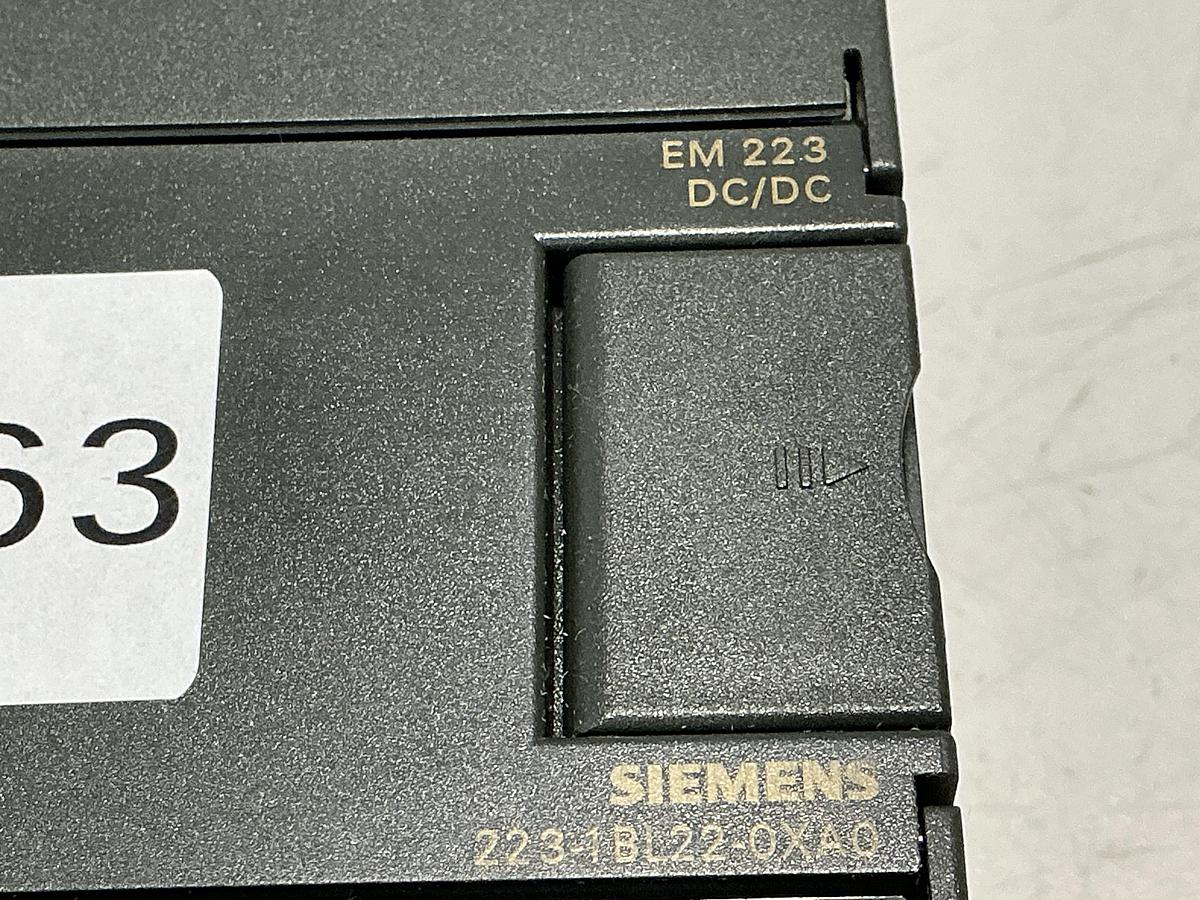 EM 223
DC/DC
63
SIEMENS
223-1BL22-0XA0